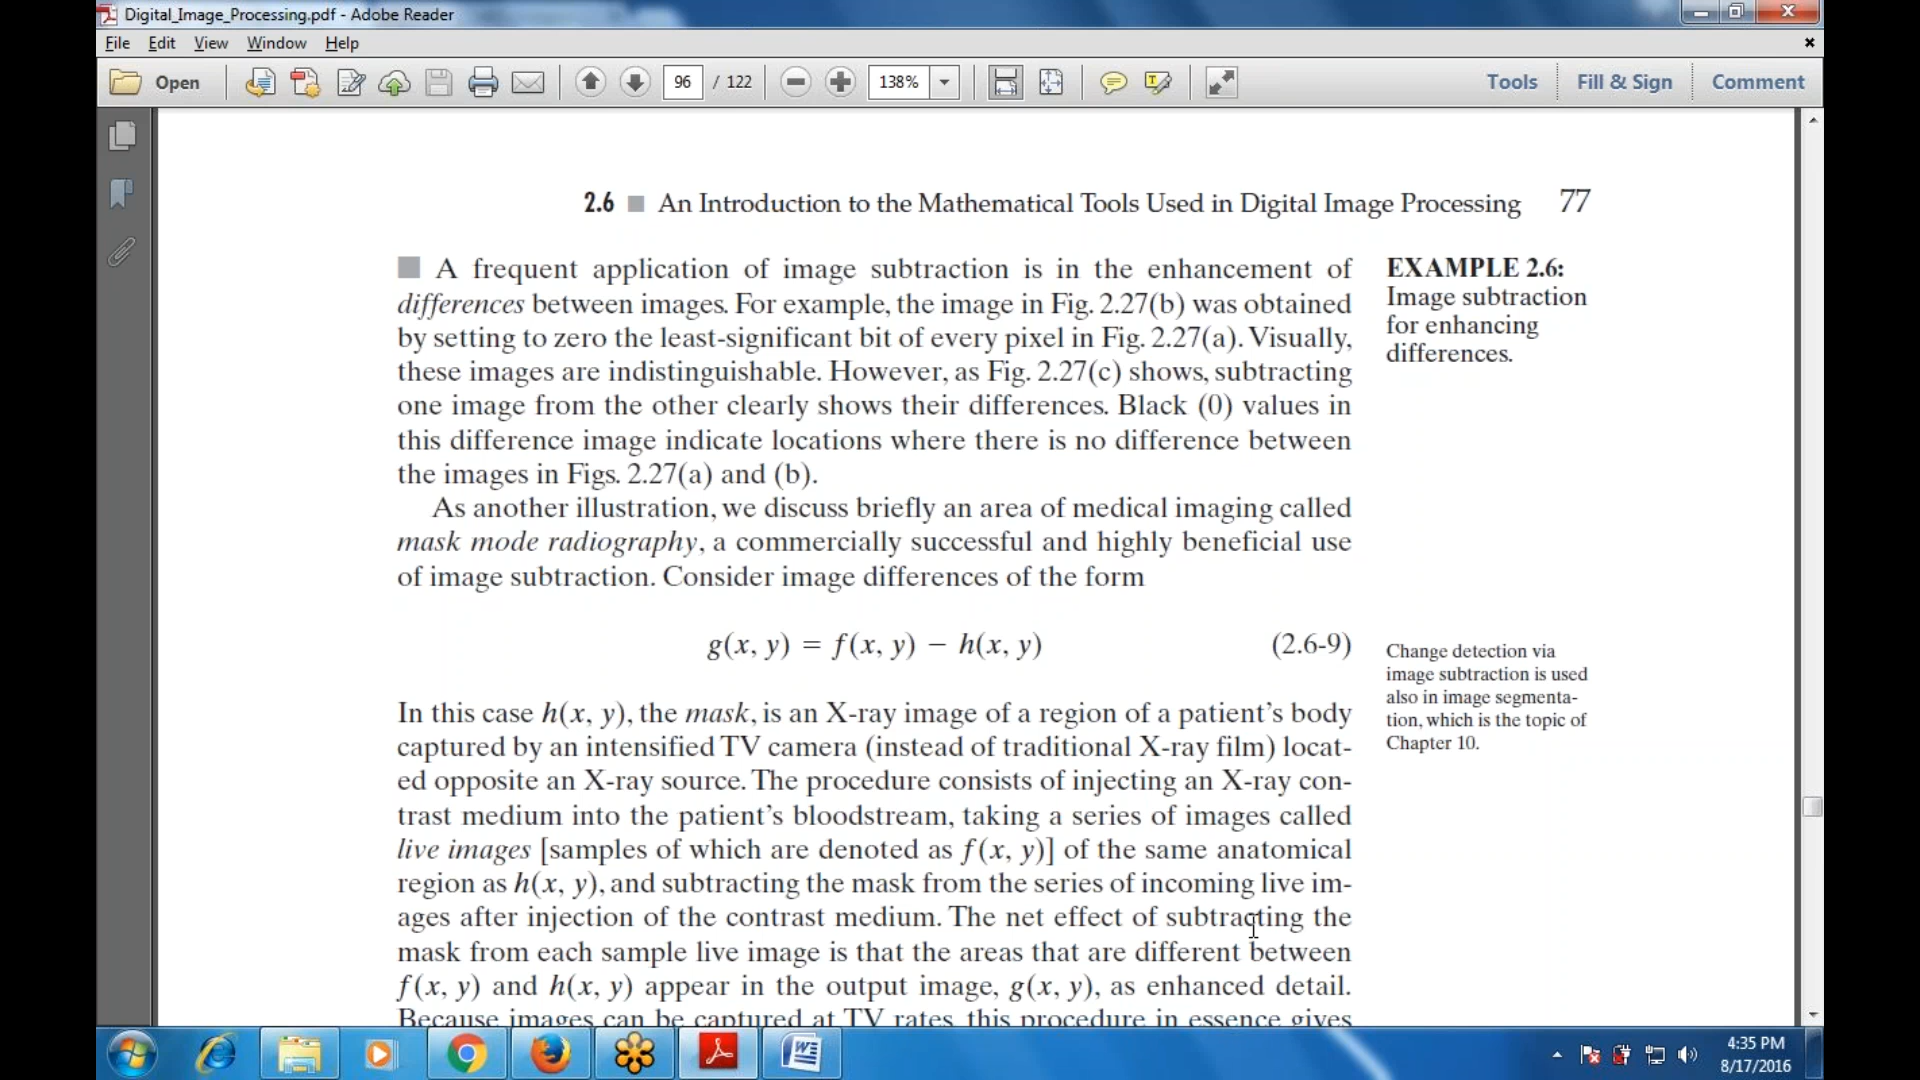 Digital_Image_Processing.pdf - Adobe Reader
File Edit View Window Help
Open 96 / 122 138% Tools Fill & Sign Comment
2.6 An Introduction to the Mathematical Tools Used in Digital Image Processing 77
A frequent application of image subtraction is in the enhancement of
differences between images. For example, the image in Fig. 2.27(b) was obtained
by setting to zero the least-significant bit of every pixel in Fig. 2.27(a). Visually,
these images are indistinguishable. However, as Fig. 2.27(c) shows, subtracting
one image from the other clearly shows their differences. Black (0) values in
this difference image indicate locations where there is no difference between
the images in Figs. 2.27(a) and (b).
EXAMPLE 2.6:
Image subtraction
for enhancing
differences.
As another illustration, we discuss briefly an area of medical imaging called
mask mode radiography, a commercially successful and highly beneficial use
of image subtraction. Consider image differences of the form
g(x, y) = f(x, y) − h(x, y) (2.6-9)
Change detection via
image subtraction is used
also in image segmenta-
tion, which is the topic of
Chapter 10.
In this case h(x, y), the mask, is an X-ray image of a region of a patient's body
captured by an intensified TV camera (instead of traditional X-ray film) locat-
ed opposite an X-ray source. The procedure consists of injecting an X-ray con-
trast medium into the patient's bloodstream, taking a series of images called
live images [samples of which are denoted as f(x, y)] of the same anatomical
region as h(x, y), and subtracting the mask from the series of incoming live im-
ages after injection of the contrast medium. The net effect of subtracting the
mask from each sample live image is that the areas that are different between
f(x, y) and h(x, y) appear in the output image, g(x, y), as enhanced detail.
Because images can be captured at TV rates, this procedure in essence gives
4:35 PM
8/17/2016